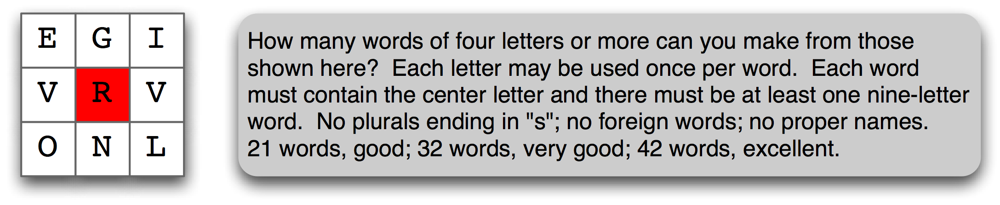 E G I
V R V
O N L
How many words of four letters or more can you make from those
shown here?  Each letter may be used once per word.  Each word
must contain the center letter and there must be at least one nine-letter
word.  No plurals ending in "s"; no foreign words; no proper names.
21 words, good; 32 words, very good; 42 words, excellent.